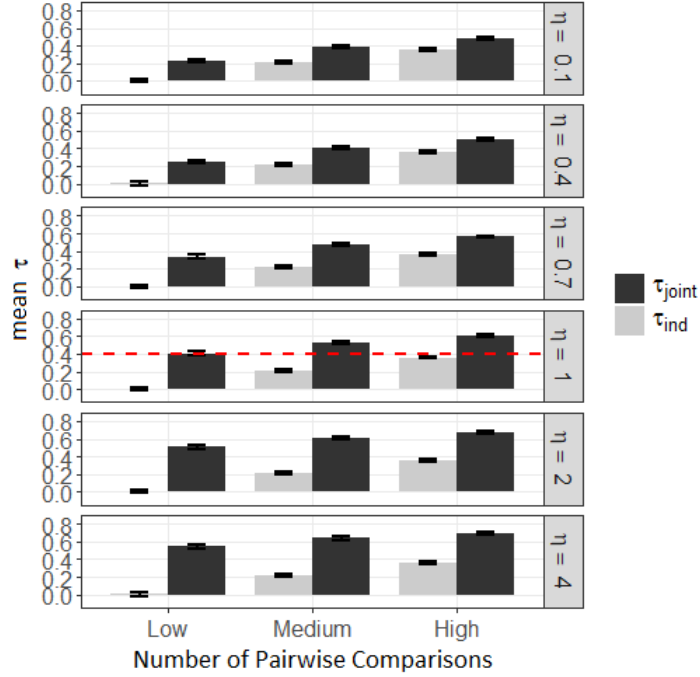 mean τ
0.8
0.6
0.4
0.2
0.0
η = 0.1
0.8
0.6
0.4
0.2
0.0
η = 0.4
0.8
0.6
0.4
0.2
0.0
η = 0.7
0.8
0.6
0.4
0.2
0.0
η = 1
0.8
0.6
0.4
0.2
0.0
η = 2
0.8
0.6
0.4
0.2
0.0
η = 4
Low Medium High
Number of Pairwise Comparisons
τjoint
τind